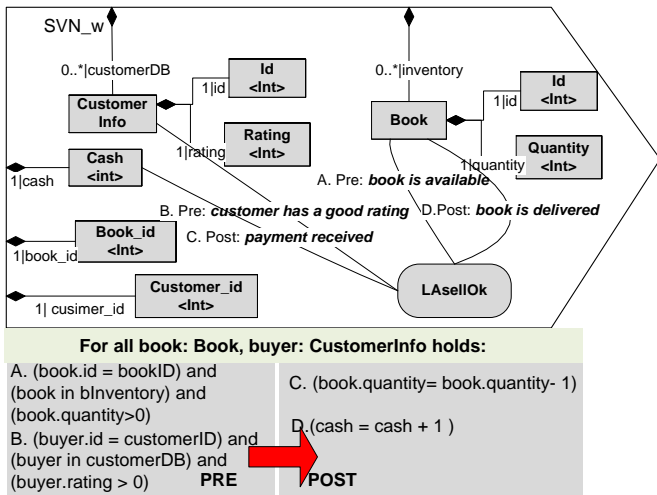 SVN_w
0..*|customerDB
0..*|inventory
Customer
Info
Id
<Int>
1|id
Rating
<Int>
1|rating
Book
Id
<Int>
1|id
Quantity
<Int>
1|quantity
Cash
<int>
1|cash
A. Pre: book is available
B. Pre: customer has a good rating
D.Post: book is delivered
C. Post: payment received
Book_id
<Int>
1|book_id
Customer_id
<Int>
1| cusimer_id
LAsellOk
For all book: Book, buyer: CustomerInfo holds:
A. (book.id = bookID) and
(book in bInventory) and
(book.quantity>0)
B. (buyer.id = customerID) and
(buyer in customerDB) and
(buyer.rating > 0)
PRE
C. (book.quantity= book.quantity- 1)
D.(cash = cash + 1 )
POST